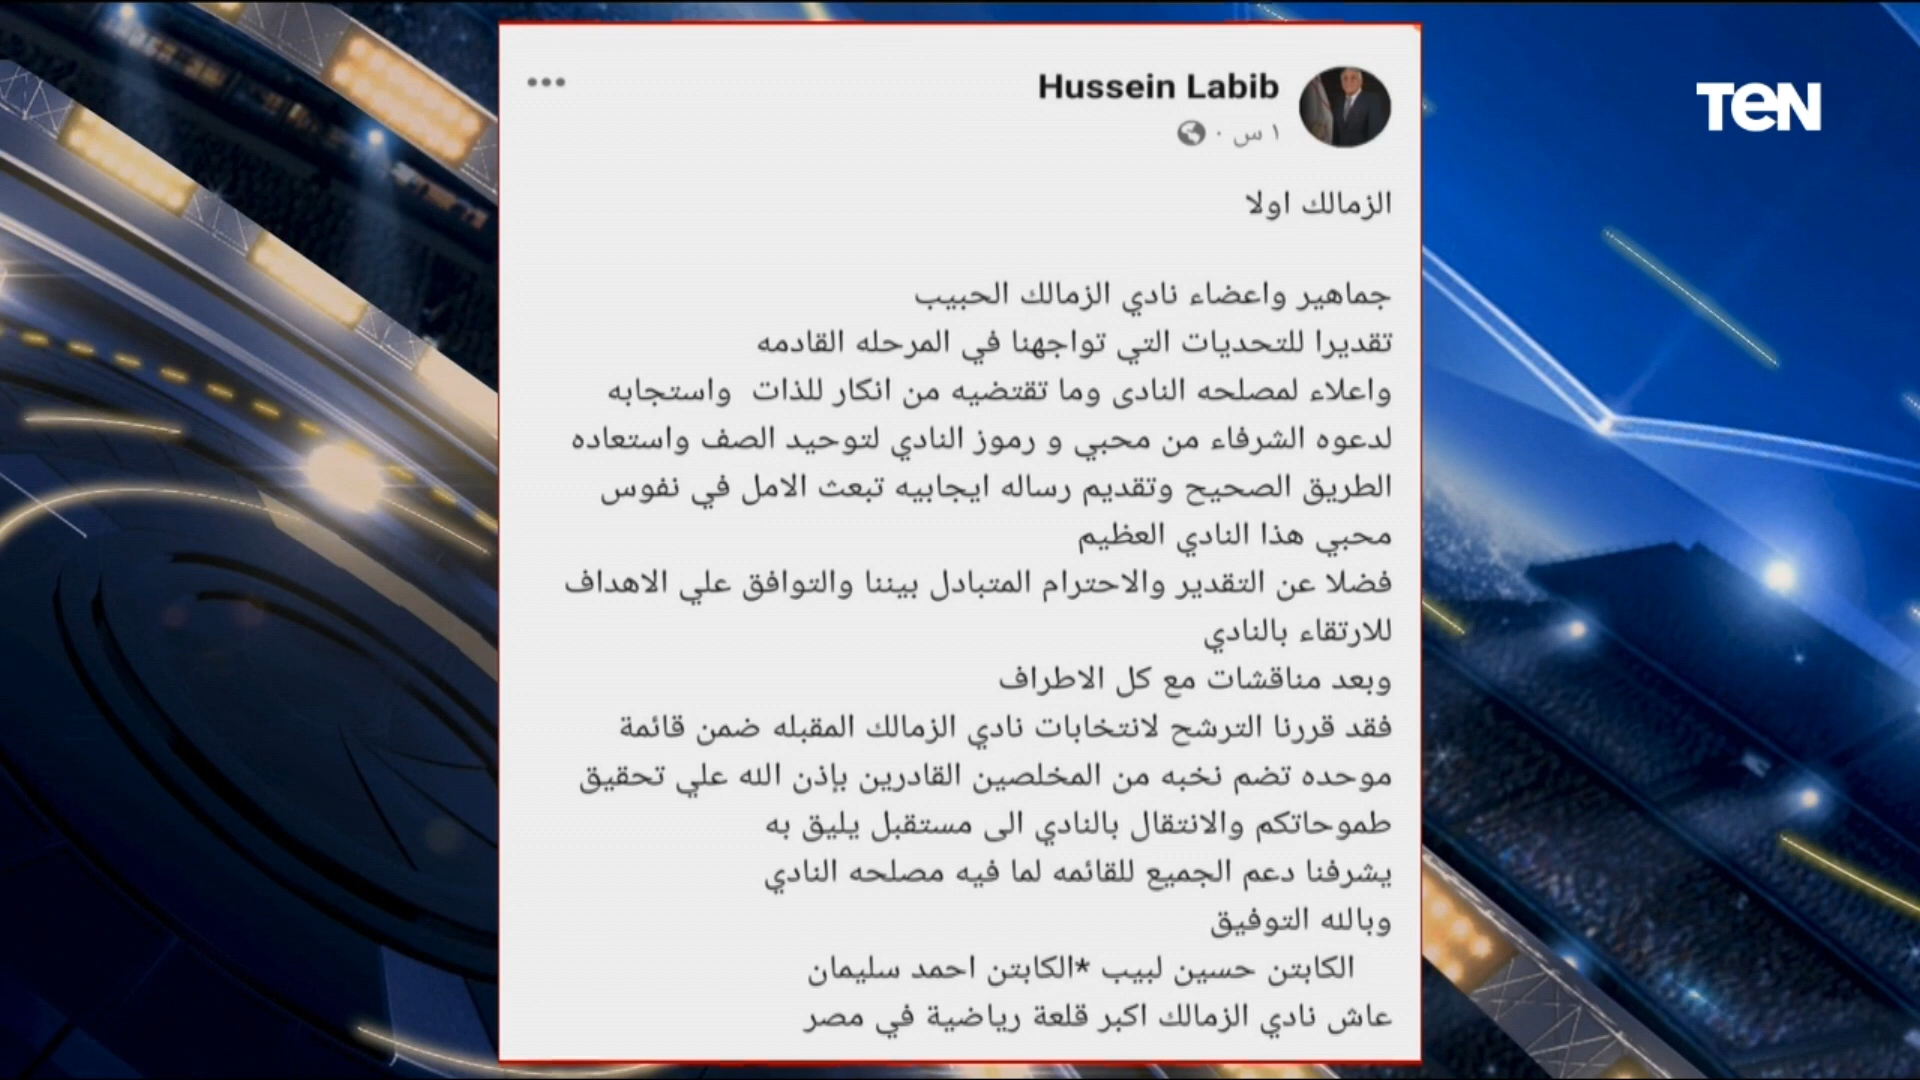 TeN
Hussein Labib
١ س ·
الزمالك اولا
جماهير واعضاء نادي الزمالك الحبيب
تقديرا للتحديات التي تواجهنا في المرحله القادمه
واعلاء لمصلحه النادى وما تقتضيه من انكار للذات واستجابه
لدعوه الشرفاء من محبي و رموز النادي لتوحيد الصف واستعاده
الطريق الصحيح وتقديم رساله ايجابيه تبعث الامل في نفوس
محبي هذا النادي العظيم
فضلا عن التقدير والاحترام المتبادل بيننا والتوافق علي الاهداف
للارتقاء بالنادي
وبعد مناقشات مع كل الاطراف
فقد قررنا الترشح لانتخابات نادي الزمالك المقبله ضمن قائمة
موحده تضم نخبه من المخلصين القادرين بإذن الله علي تحقيق
طموحاتكم والانتقال بالنادي الى مستقبل يليق به
يشرفنا دعم الجميع للقائمه لما فيه مصلحه النادي
وبالله التوفيق
الكابتن حسين لبيب *الكابتن احمد سليمان
عاش نادي الزمالك اكبر قلعة رياضية في مصر